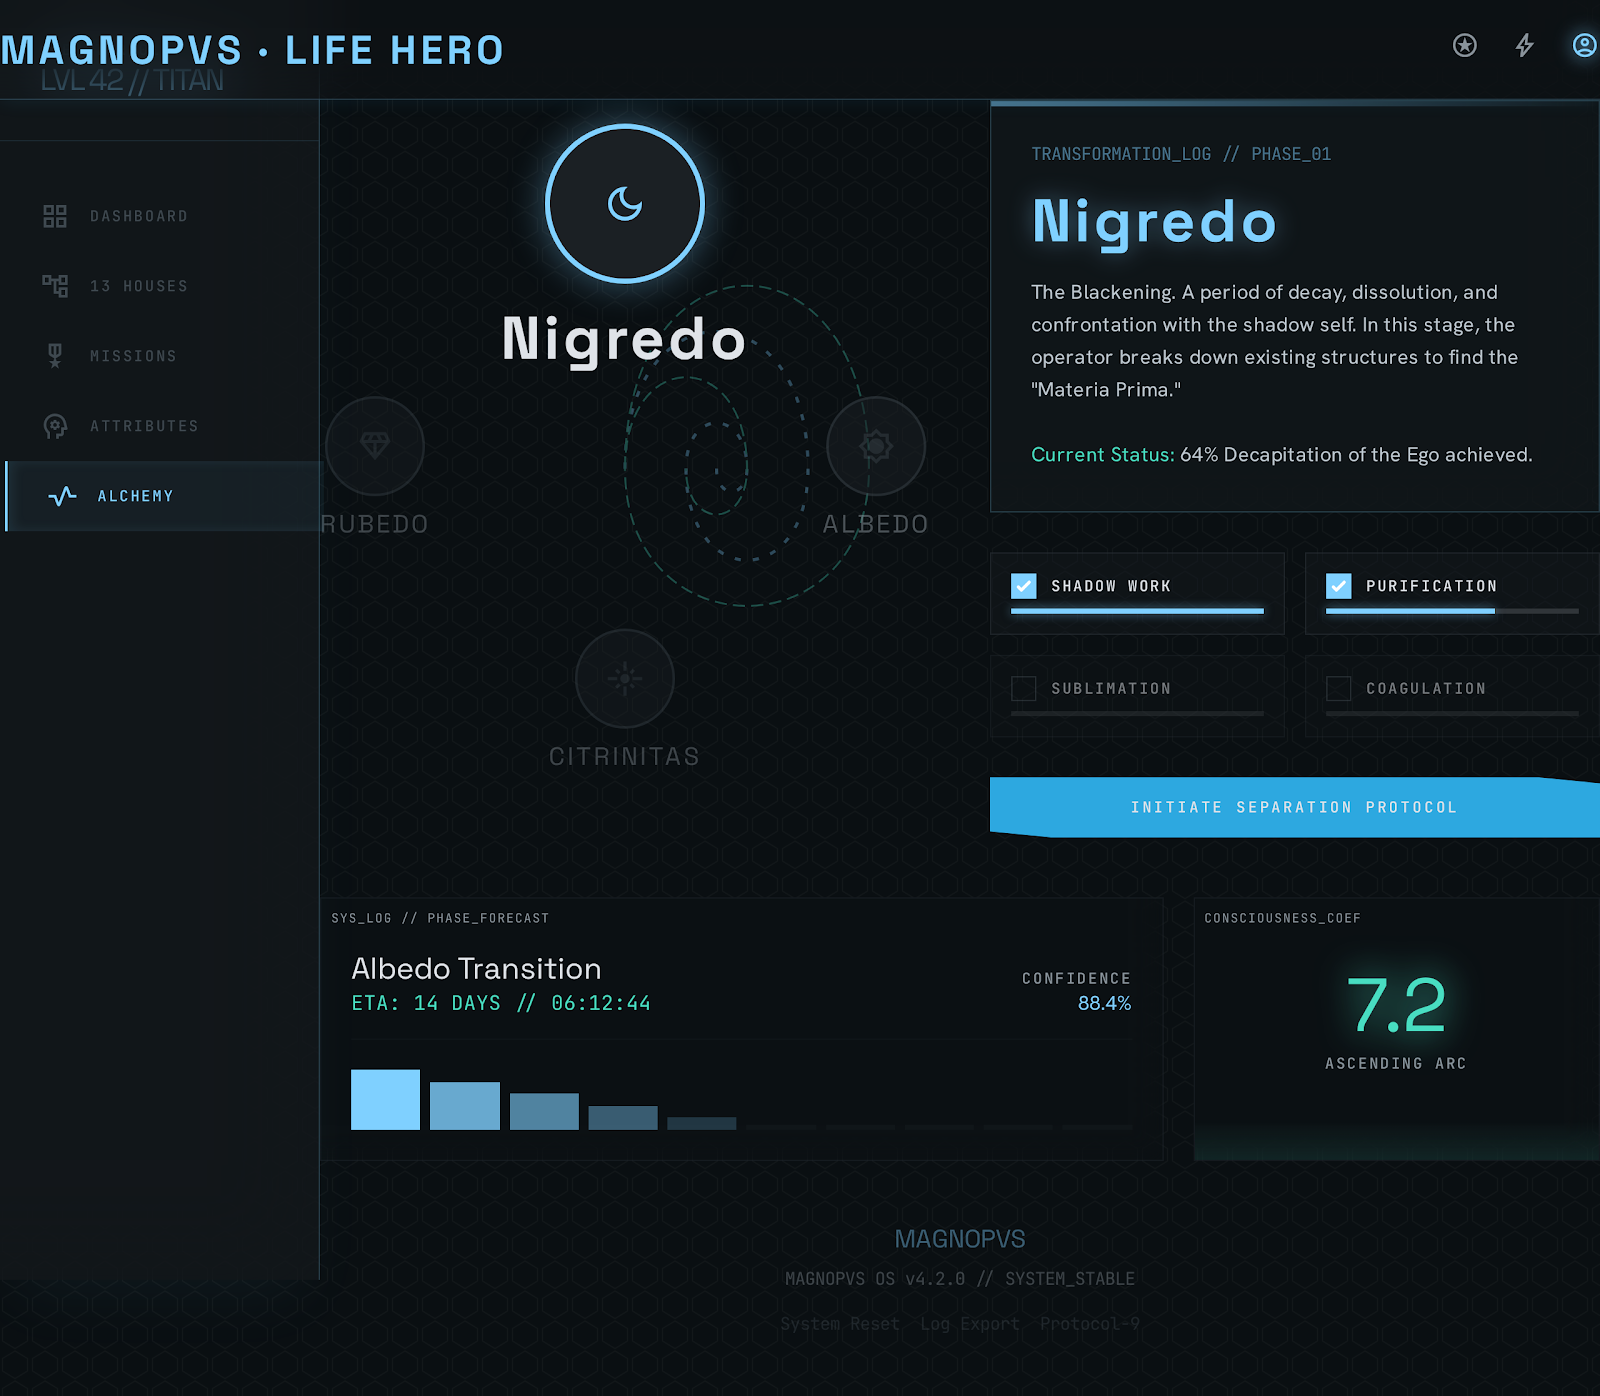 MAGNOPVS · LIFE HERO
LVL 42 // TITAN
DASHBOARD
13 HOUSES
MISSIONS
ATTRIBUTES
ALCHEMY
Nigredo
RUBEDO
ALBEDO
CITRINITAS
TRANSFORMATION_LOG // PHASE_01
Nigredo
The Blackening. A period of decay, dissolution, and
confrontation with the shadow self. In this stage, the
operator breaks down existing structures to find the
"Materia Prima."
Current Status: 64% Decapitation of the Ego achieved.
SHADOW WORK
PURIFICATION
SUBLIMATION
COAGULATION
INITIATE SEPARATION PROTOCOL
SYS_LOG // PHASE_FORECAST
Albedo Transition
ETA: 14 DAYS // 06:12:44
CONFIDENCE
88.4%
CONSCIOUSNESS_COEF
7.2
ASCENDING ARC
MAGNOPVS
MAGNOPVS OS v4.2.0 // SYSTEM_STABLE
System Reset Log Export Protocol-9